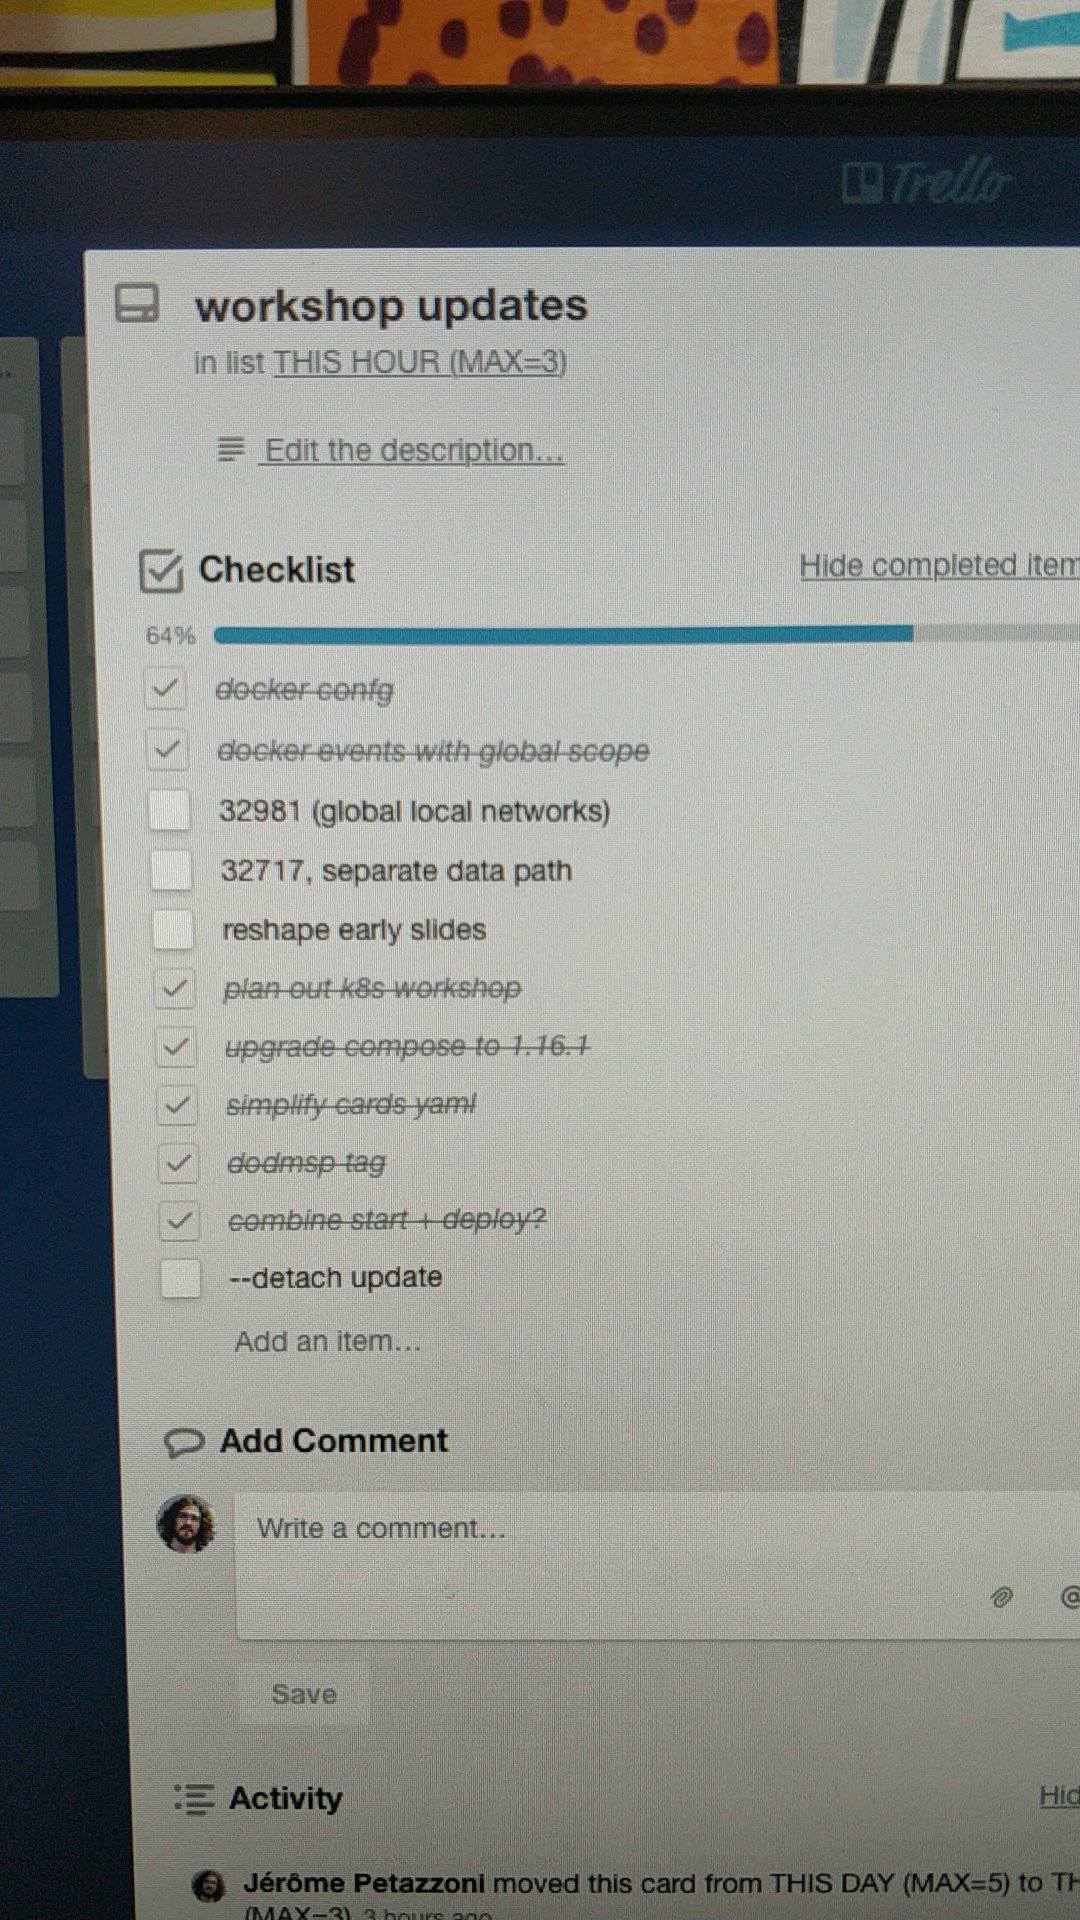 Trello
workshop updates
in list THIS HOUR (MAX=3)
Edit the description...
Checklist
Hide completed item
64%
docker confg
docker events with global scope
32981 (global local networks)
32717, separate data path
reshape early slides
plan out k8s workshop
upgrade compose to 1.16.1
simplify cards yaml
dodmsp tag
combine start + deploy?
--detach update
Add an item...
Add Comment
Write a comment...
@
Save
Activity
Hid
Jérôme Petazzoni moved this card from THIS DAY (MAX=5) to TH
(MAX=3) 3 hours ago